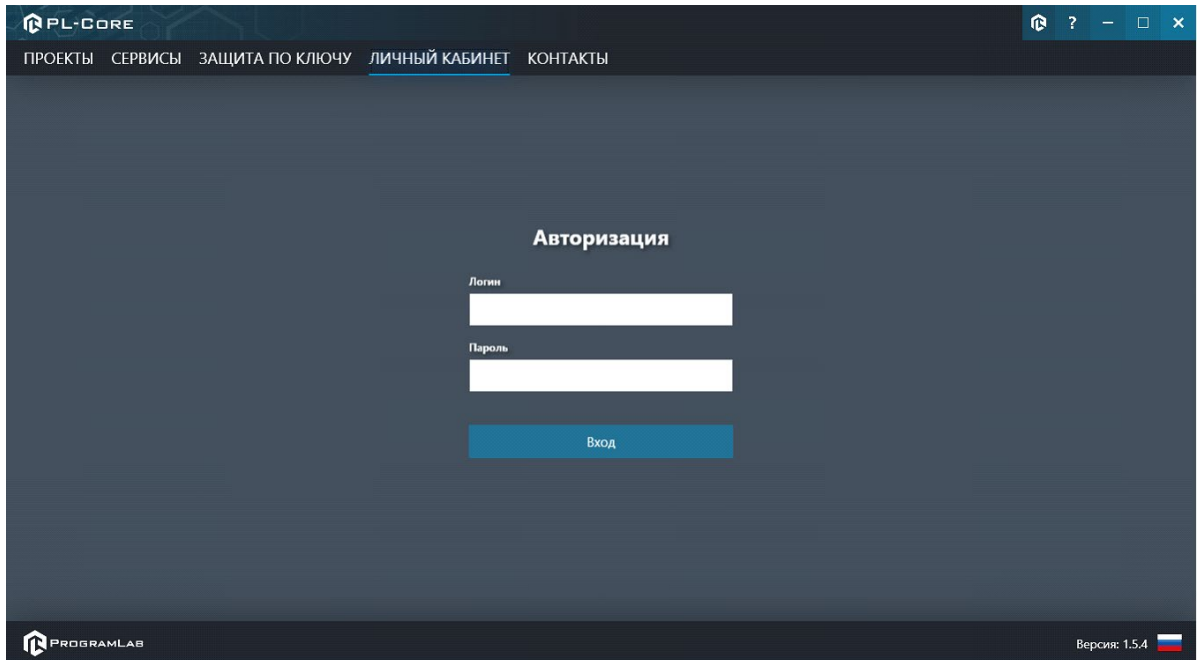 PL-CORE
?
ПРОЕКТЫ СЕРВИСЫ ЗАЩИТА ПО КЛЮЧУ ЛИЧНЫЙ КАБИНЕТ КОНТАКТЫ
Авторизация
Логин
Пароль
Вход
PROGRAMLAB
Версия: 1.5.4